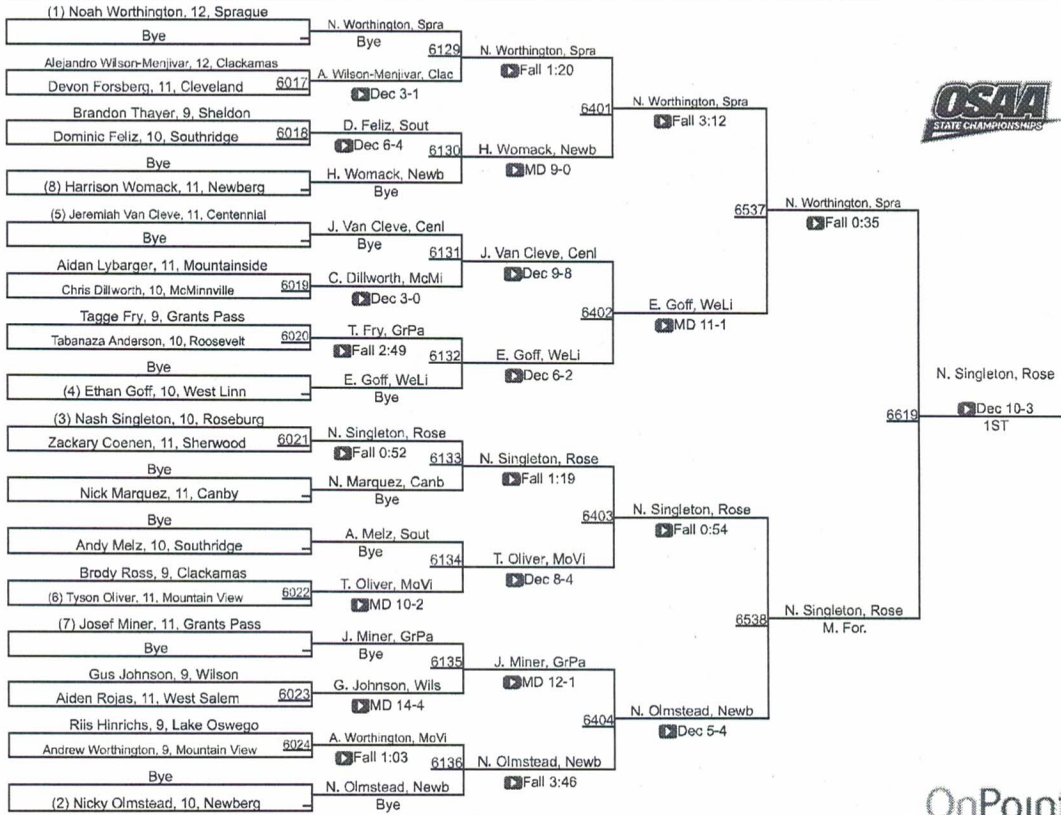 (1) Noah Worthington, 12, Sprague
Bye
Alejandro Wilson-Menjivar, 12, Clackamas
Devon Forsberg, 11, Cleveland
6017
Brandon Thayer, 9, Sheldon
Dominic Feliz, 10, Southridge
6018
Bye
(8) Harrison Womack, 11, Newberg
(5) Jeremiah Van Cleve, 11, Centennial
Bye
Aidan Lybarger, 11, Mountainside
Chris Dillworth, 10, McMinnville
6019
Tagge Fry, 9, Grants Pass
Tabanaza Anderson, 10, Roosevelt
6020
Bye
(4) Ethan Goff, 10, West Linn
(3) Nash Singleton, 10, Roseburg
Zackary Coenen, 11, Sherwood
6021
Bye
Nick Marquez, 11, Canby
Bye
Andy Melz, 10, Southridge
Brody Ross, 9, Clackamas
(6) Tyson Oliver, 11, Mountain View
6022
(7) Josef Miner, 11, Grants Pass
Bye
Gus Johnson, 9, Wilson
Aiden Rojas, 11, West Salem
6023
Riis Hinrichs, 9, Lake Oswego
Andrew Worthington, 9, Mountain View
6024
Bye
(2) Nicky Olmstead, 10, Newberg
N. Worthington, Spra
Bye
6129
A. Wilson-Menjivar, Clac
Dec 3-1
D. Feliz, Sout
Dec 6-4
6130
H. Womack, Newb
Bye
J. Van Cleve, Cenl
Bye
6131
C. Dillworth, McMi
Dec 3-0
T. Fry, GrPa
Fall 2:49
6132
E. Goff, WeLi
Bye
N. Singleton, Rose
Fall 0:52
6133
N. Marquez, Canb
Bye
A. Melz, Sout
Bye
6134
T. Oliver, MoVi
MD 10-2
J. Miner, GrPa
Bye
6135
G. Johnson, Wils
MD 14-4
A. Worthington, MoVi
Fall 1:03
6136
N. Olmstead, Newb
Bye
N. Worthington, Spra
Fall 1:20
6401
H. Womack, Newb
MD 9-0
J. Van Cleve, Cenl
Dec 9-8
6402
E. Goff, WeLi
Dec 6-2
N. Singleton, Rose
Fall 1:19
6403
T. Oliver, MoVi
Dec 8-4
J. Miner, GrPa
MD 12-1
6404
N. Olmstead, Newb
Fall 3:46
N. Worthington, Spra
Fall 3:12
6537
E. Goff, WeLi
MD 11-1
N. Singleton, Rose
Fall 0:54
6538
N. Olmstead, Newb
Dec 5-4
N. Worthington, Spra
Fall 0:35
6619
N. Singleton, Rose
M. For.
N. Singleton, Rose
Dec 10-3
1ST
OSAA
STATE CHAMPIONSHIPS
OnPoint